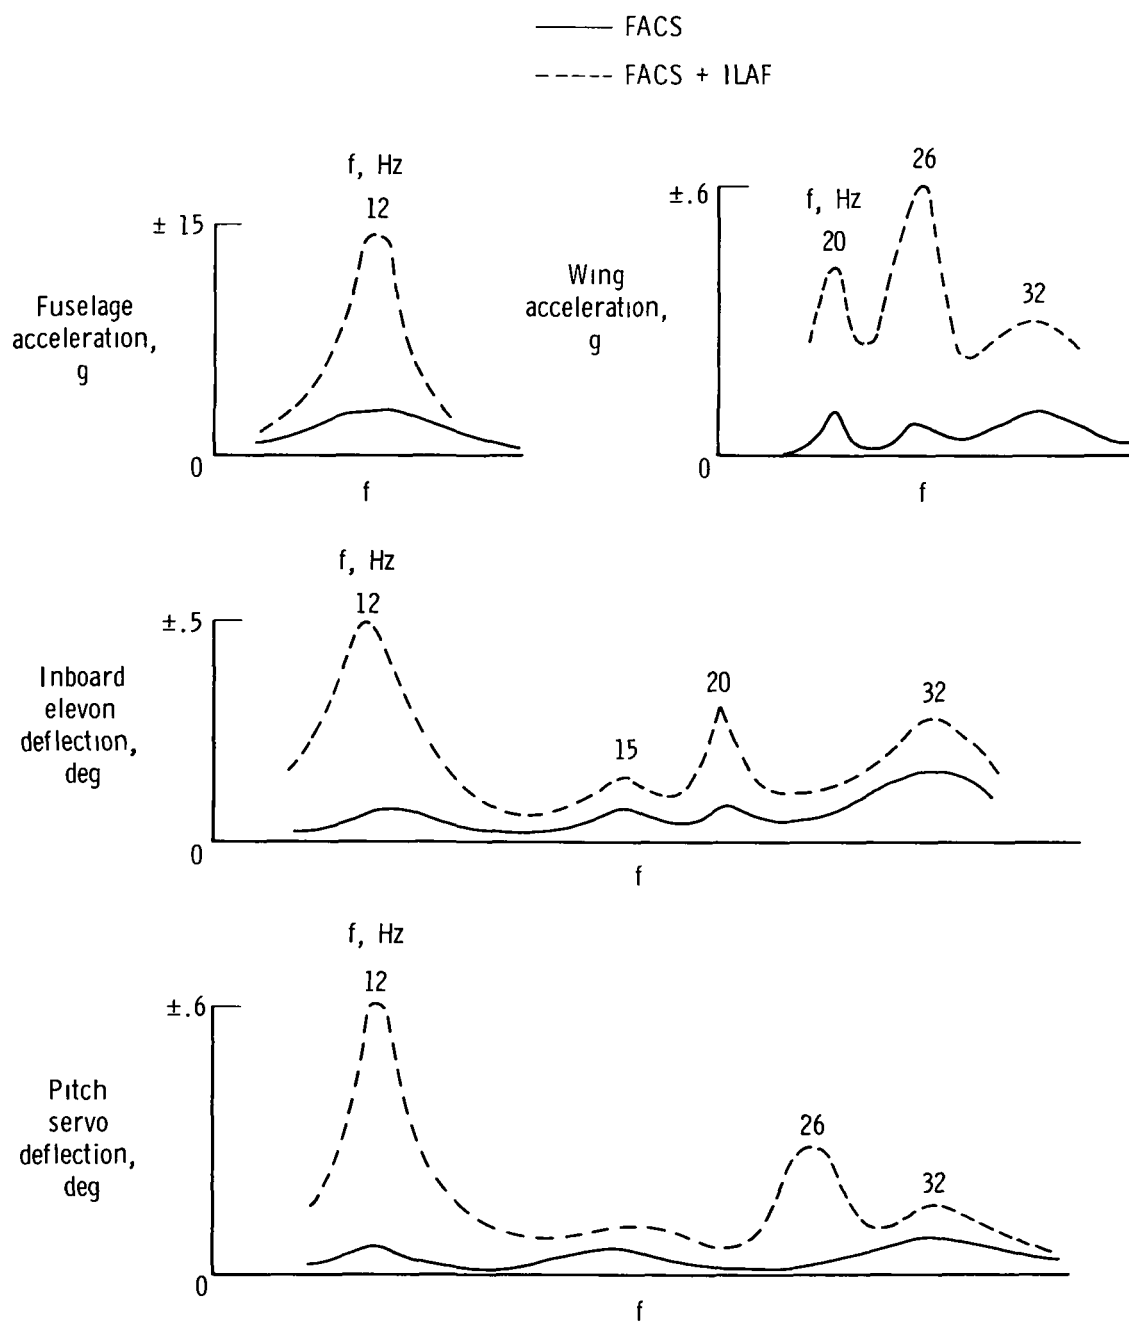 FACS
FACS + ILAF
f, Hz
12
± 15
Fuselage
acceleration,
g
0
f
26
±.6
f, Hz
20
32
Wing
acceleration,
g
0
f
f, Hz
12
±.5
20
32
15
Inboard
elevon
deflection,
deg
0
f
f, Hz
12
±.6
26
32
Pitch
servo
deflection,
deg
0
f